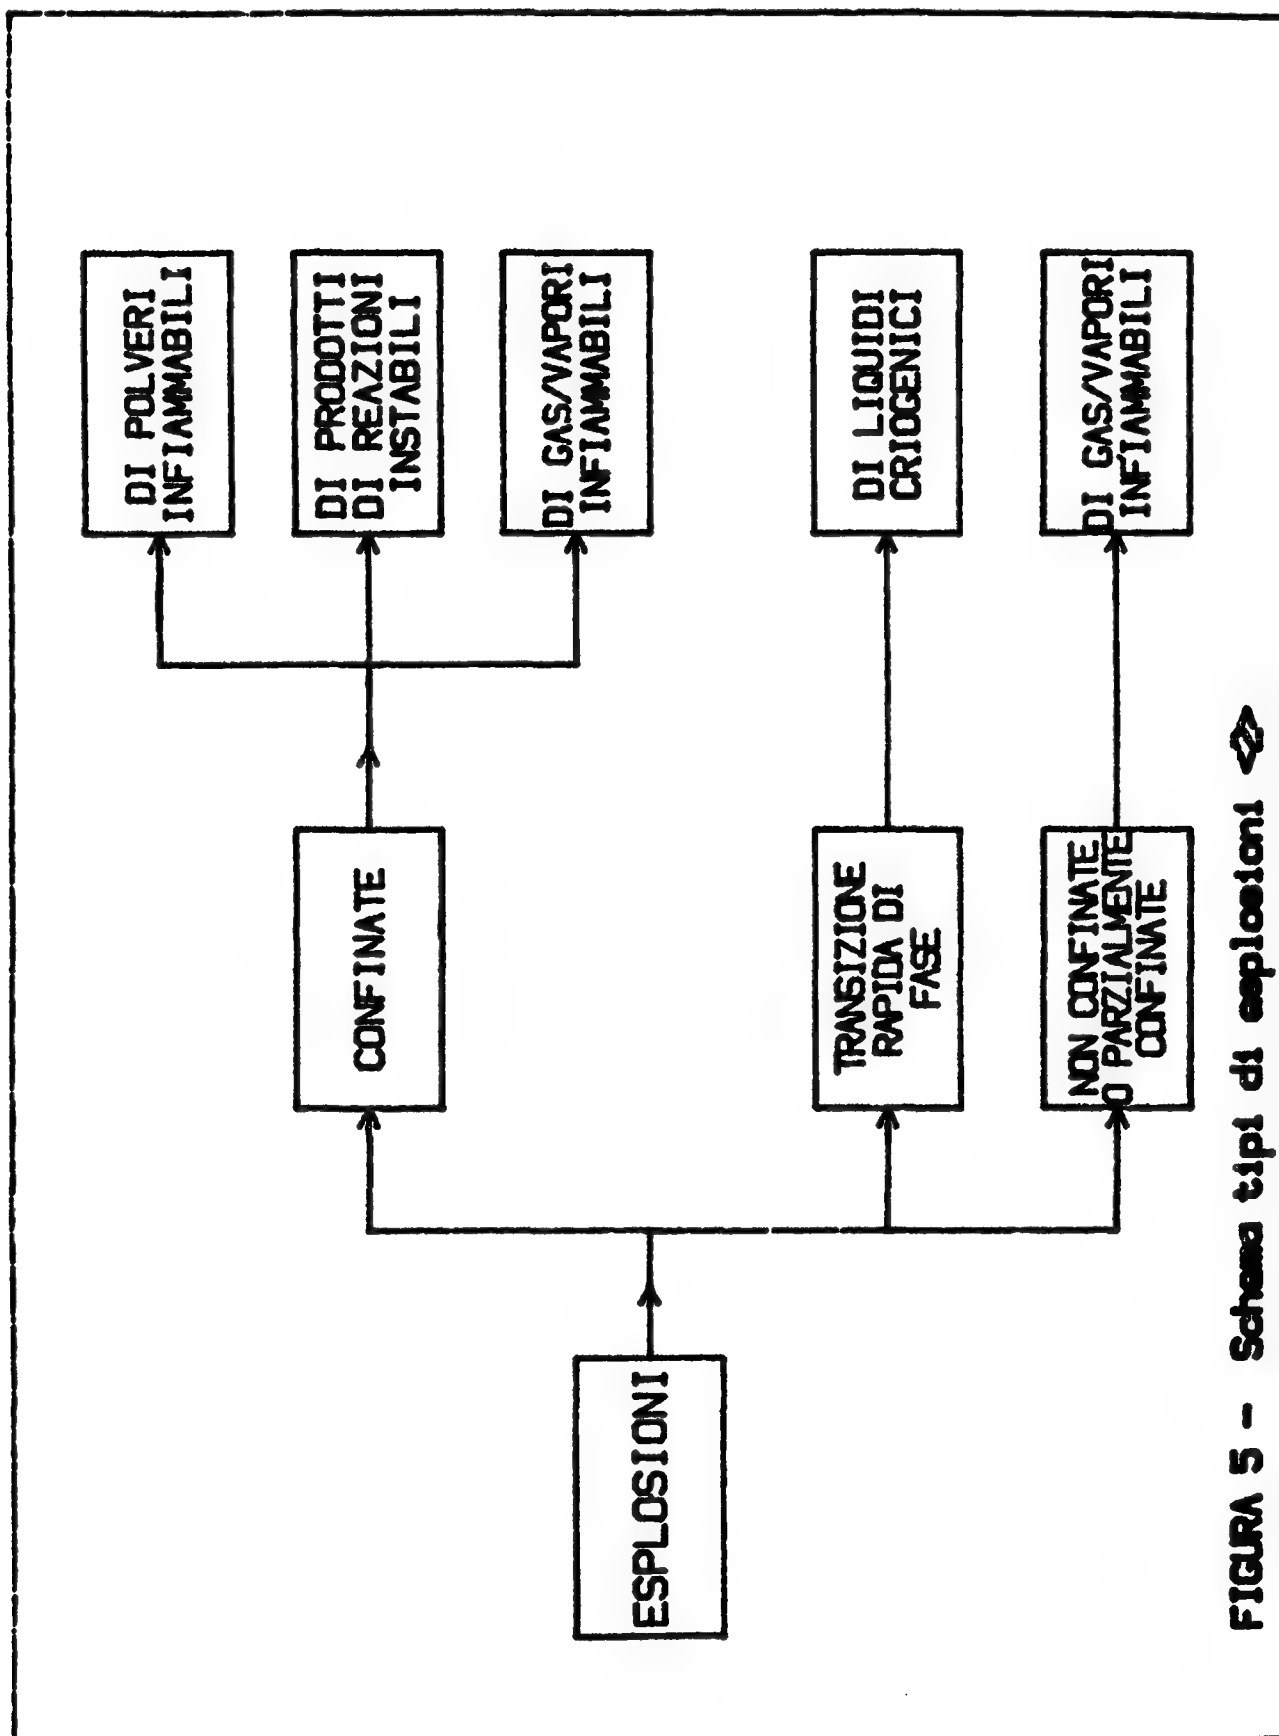 ESPLOSIONI
CONFINATE
TRANSIZIONE
RAPIDA DI
FASE
NON CONFINATE
O PARZIALMENTE
CONFINATE
DI POLVERI
INFIAMMABILI
DI PRODOTTI
DI REAZIONI
INSTABILI
DI GAS/VAPORI
INFIAMMABILI
DI LIQUIDI
CRIOGENICI
DI GAS/VAPORI
INFIAMMABILI
FIGURA 5 - Schema tipi di esplosioni